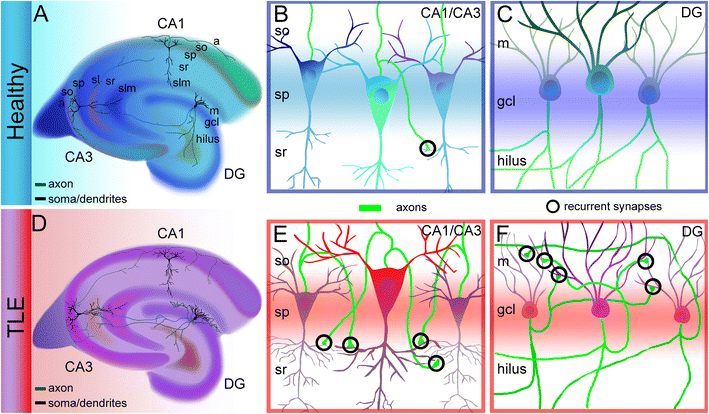 Healthy
A
CA1
a
so
sp
sr
slm
sl
sr
slm
sp
so
a
m
gcl
hilus
CA3
DG
axon
soma/dendrites
B
CA1/CA3
so
sp
sr
C
DG
m
gcl
hilus
axons
recurrent synapses
TLE
D
CA1
CA3
DG
axon
soma/dendrites
E
CA1/CA3
so
sp
sr
F
DG
m
gcl
hilus